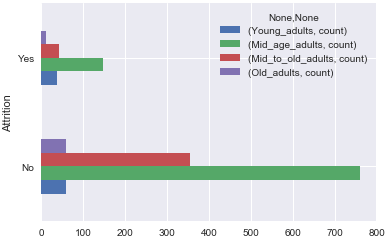 None,None
(Young_adults, count)
(Mid_age_adults, count)
(Mid_to_old_adults, count)
(Old_adults, count)
Yes
Attrition
No
0 100 200 300 400 500 600 700 800